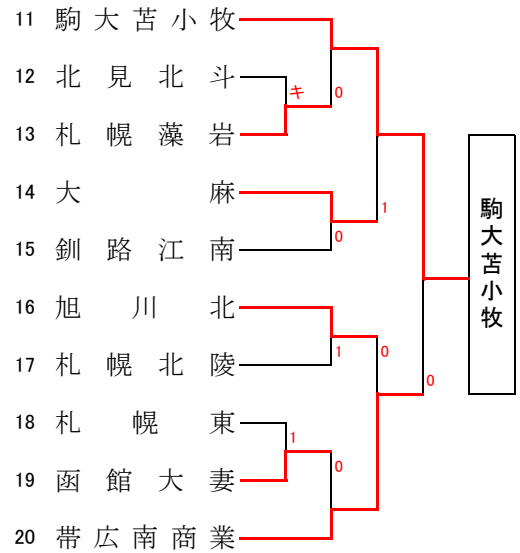 11 駒大苫小牧
12 北見北斗
キ 0
13 札幌藻岩
14 大麻
1
0
15 釧路江南
駒大苫小牧
16 旭川北
1 0
17 札幌北陵
0
18 札幌東
1
0
19 函館大妻
20 帯広南商業